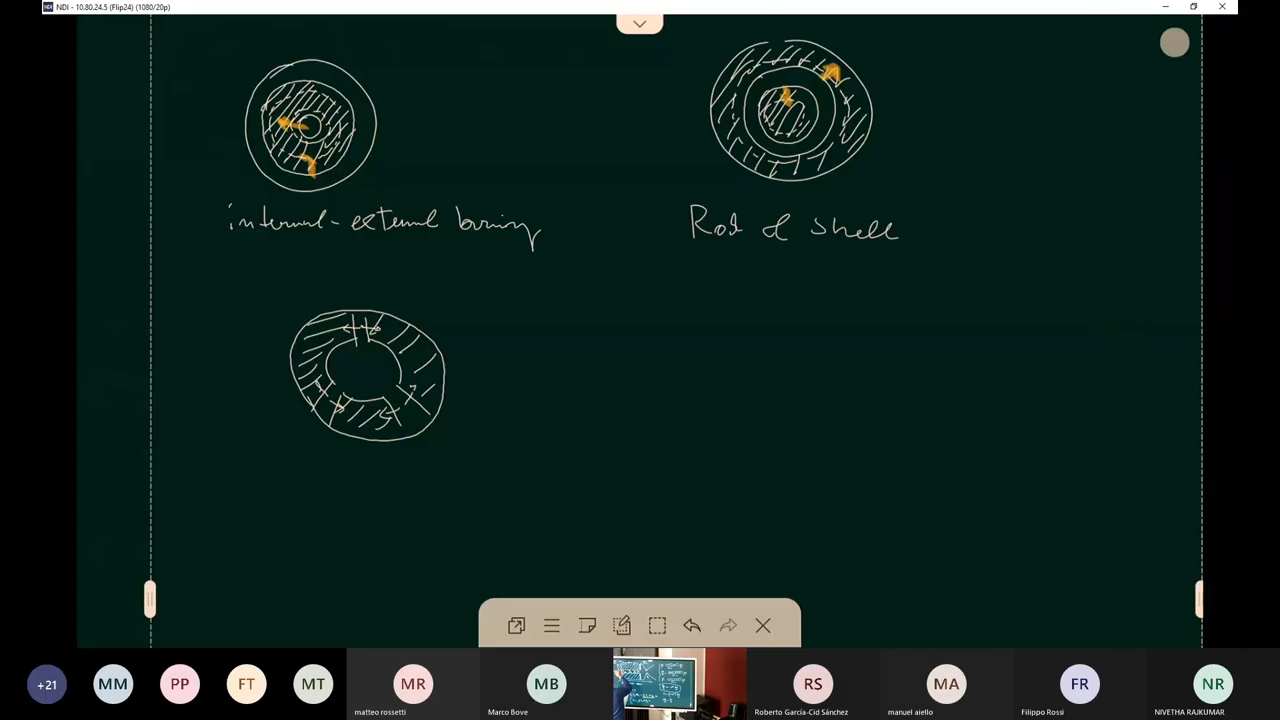 NDI - 10.80.24.5 (Flip24) (1080/20p)
internal-external burning
Rod & Shell
+21
MM
PP
FT
MT
MR
matteo rossetti
MB
Marco Bove
RS
Roberto García-Cid Sánchez
MA
manuel aiello
FR
Filippo Rossi
NR
NIVETHA RAJKUMAR